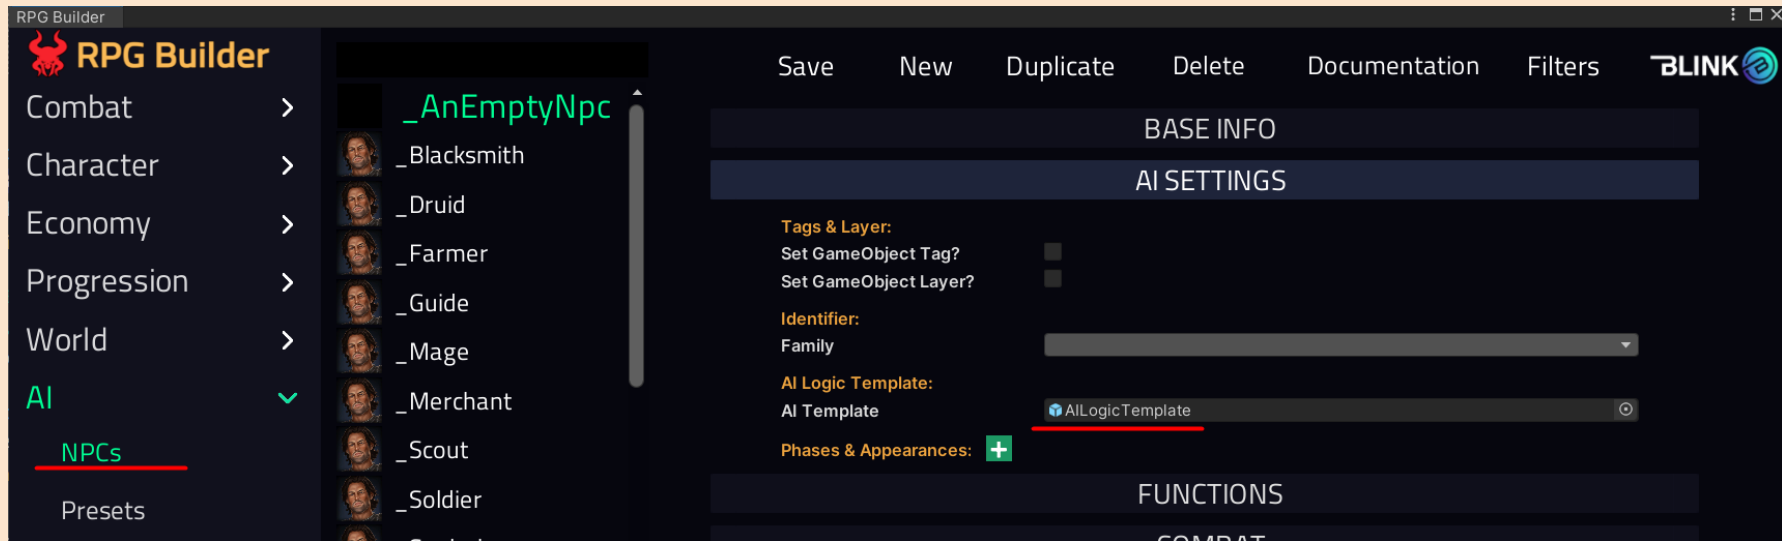 RPG Builder
RPG Builder
Combat
Character
Economy
Progression
World
AI
NPCs
Presets
_AnEmptyNpc
_Blacksmith
_Druid
_Farmer
_Guide
_Mage
_Merchant
_Scout
_Soldier
Save New Duplicate Delete Documentation Filters BLINK
BASE INFO
AI SETTINGS
Tags & Layer:
Set GameObject Tag?
Set GameObject Layer?
Identifier:
Family
AI Logic Template:
AI Template AILogicTemplate
Phases & Appearances:
FUNCTIONS
COMBAT